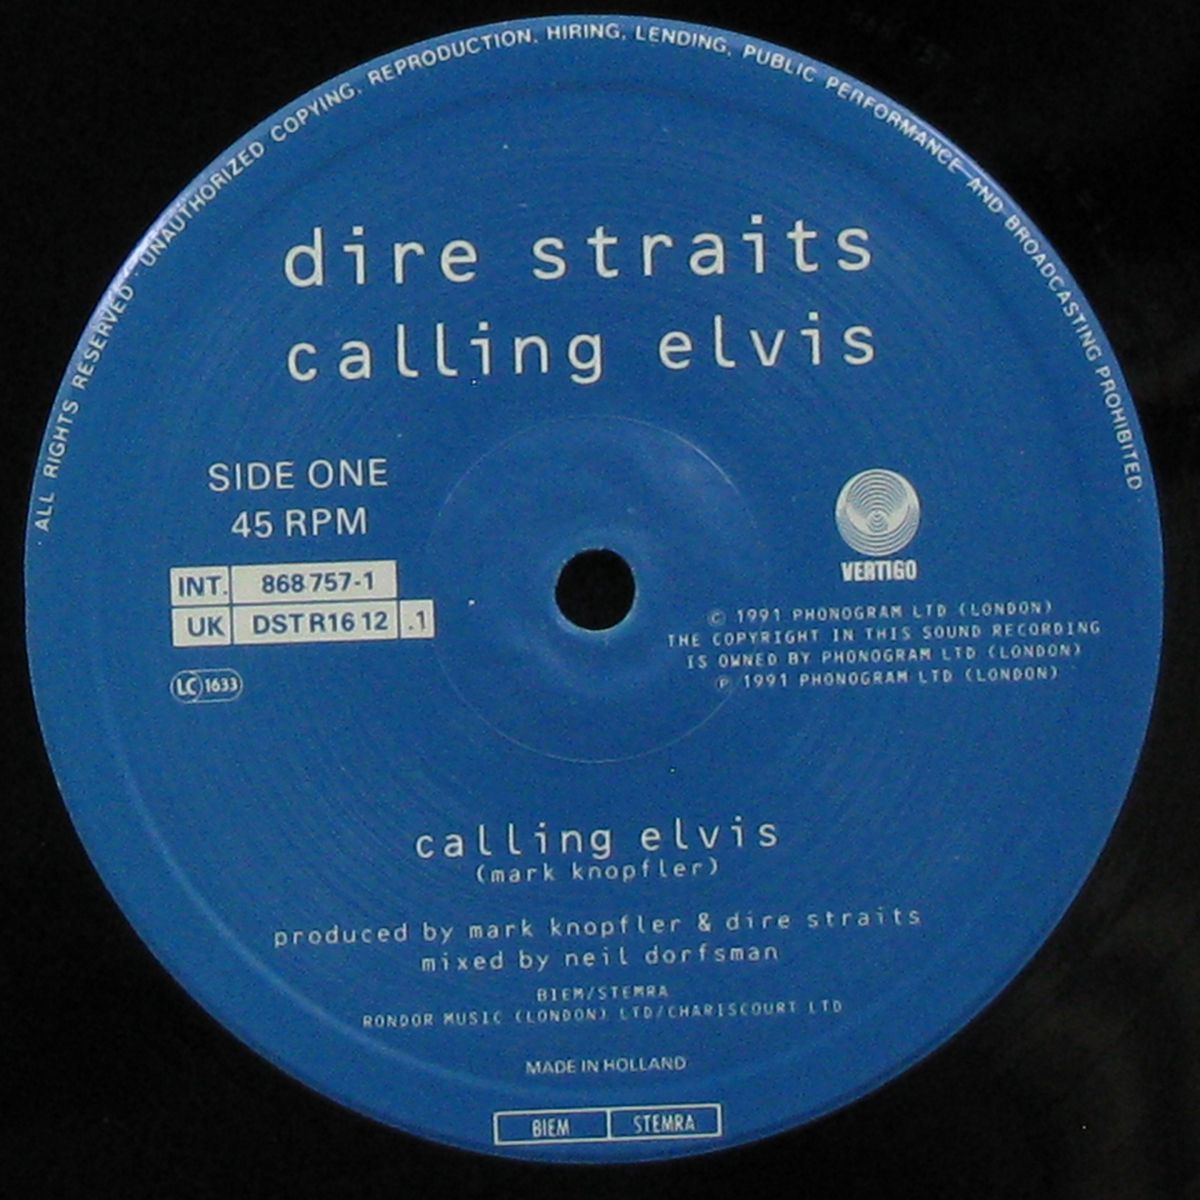 ALL RIGHTS RESERVED UNAUTHORIZED COPYING, REPRODUCTION, HIRING, LENDING, PUBLIC PERFORMANCE AND BROADCASTING PROHIBITED
dire straits
calling elvis
SIDE ONE
45 RPM
INT. 868 757-1
UK DSTR16 12 .1
LC 1633
VERTIGO
© 1991 PHONOGRAM LTD (LONDON)
THE COPYRIGHT IN THIS SOUND RECORDING
IS OWNED BY PHONOGRAM LTD (LONDON)
℗ 1991 PHONOGRAM LTD (LONDON)
calling elvis
(mark knopfler)
produced by mark knopfler & dire straits
mixed by neil dorfsman
BIEM/STEMRA
RONDOR MUSIC (LONDON) LTD/CHARISCOURT LTD
MADE IN HOLLAND
BIEM STEMRA